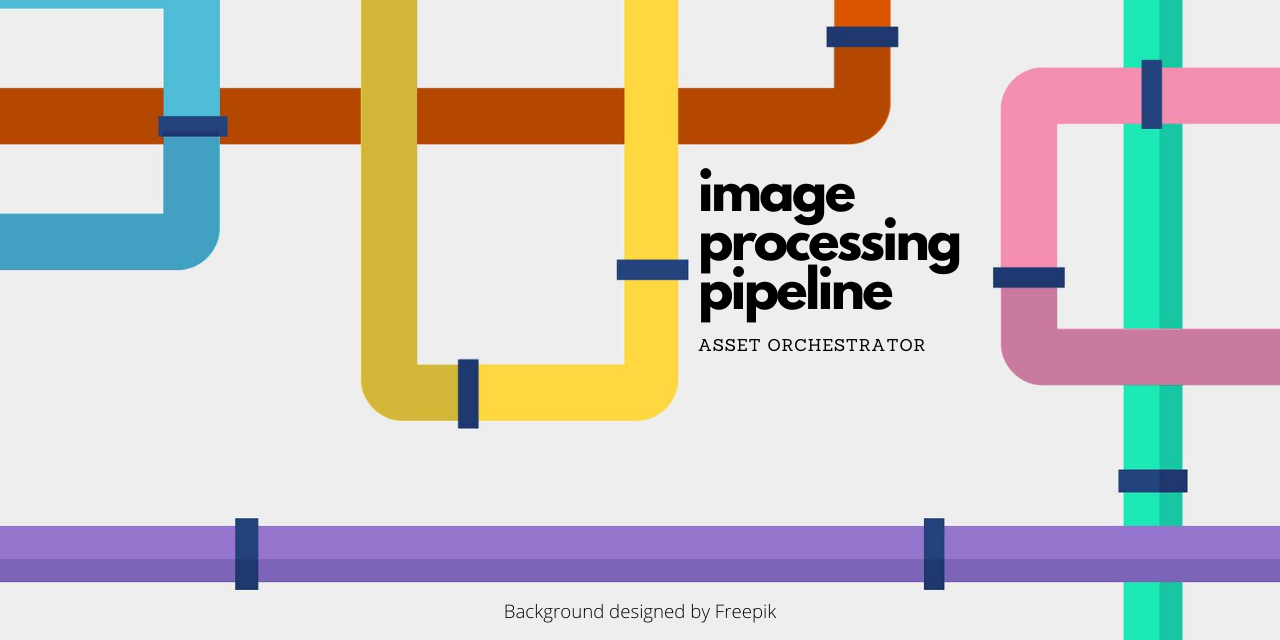 image
processing
pipeline
ASSET ORCHESTRATOR
Background designed by Freepik